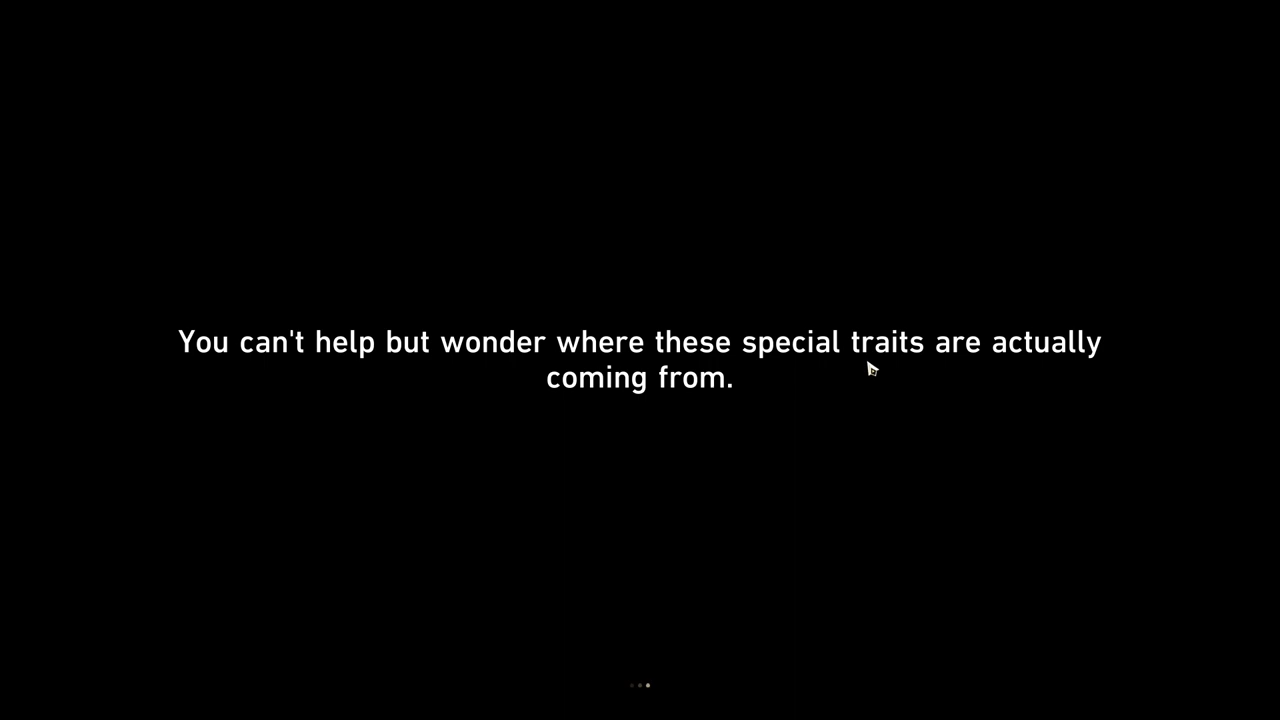 You can't help but wonder where these special traits are actually
coming from.